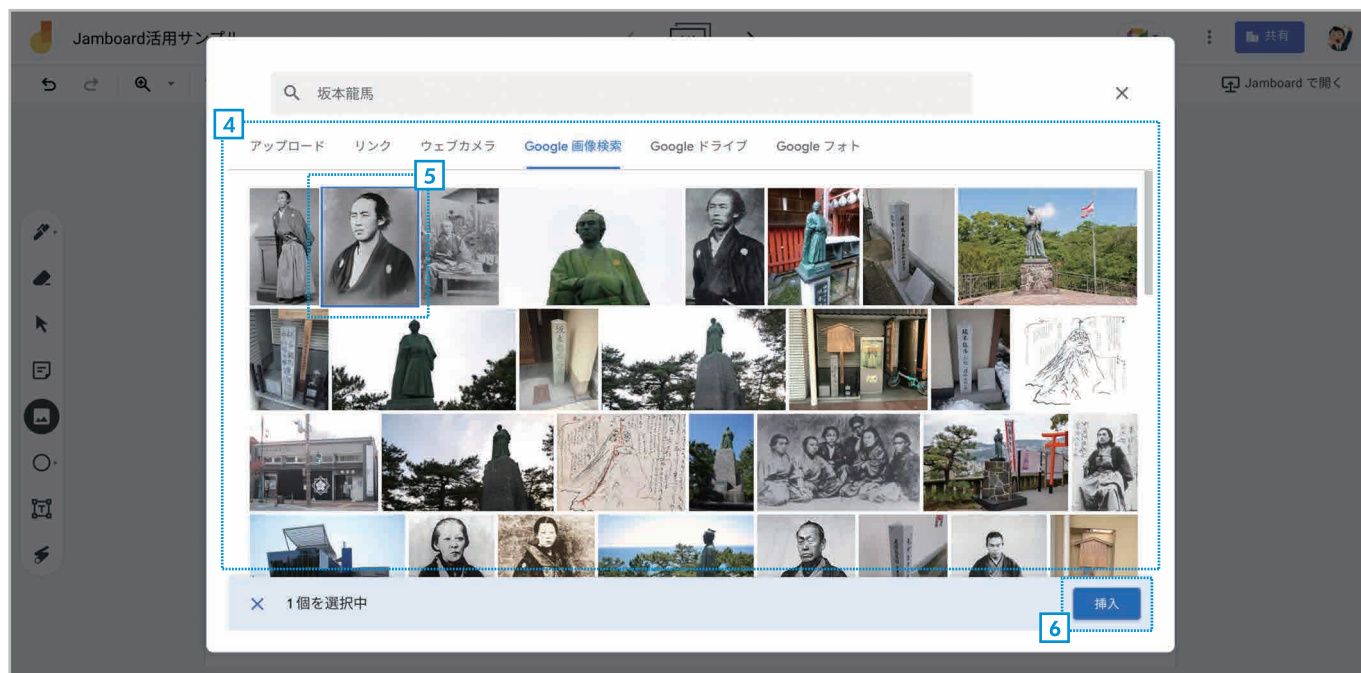 Jamboard活用サンプル
共有
Jamboard で開く
坂本龍馬
4
アップロード リンク ウェブカメラ Google 画像検索 Google ドライブ Google フォト
5
1個を選択中
挿入
6